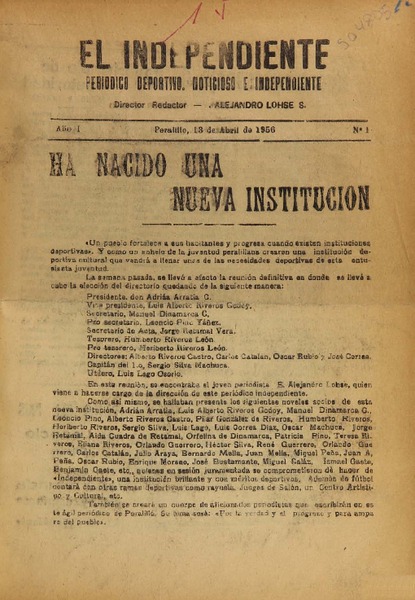 EL INDEPENDIENTE
PERIODICO DEPORTIVO, NOTICIOSO E INDEPENDIENTE
Director Redactor — ALEJANDRO LOHSE S.
Año I Peralillo, 13 de Abril de 1956 Nº 1
HA NACIDO UNA
NUEVA INSTITUCION
«Un pueblo fortalece a sus habitantes y progresa cuando existen instituciones
deportivas». Y como un anhelo de la juventud peralillana crearon una institución de-
portiva cultural que vendrá a llenar unas de las necesidades deportivas de esta entu-
siasta juventud.
La semana pasada, se llevó a efecto la reunión definitiva en donde se llevó a
cabo la elección del directorio quedando de la siguiente manera:
Presidente, don Adrián Arratia C.
Vice presidente, Luis Alberto Riveros Godoy,
Secretario, Manuel Dinamarca C.
Pro secretario, Leoncio Pino Yáñez,
Secretario de Acta, Jorge Retamal Vera.
Tesorero, Humberto Riveros León
Pro tesorero, Heriberto Riveros León
Directores: Alberto Riveros Castro, Carlos Catalán, Oscar Rubio y José Correa.
Capitán del 1.o, Sergio Silva Machuca.
Utilero, Luis Lago Osorio.
En esta reunión, se encontraba el joven periodista E. Alejandro Lohse, quien
viene a hacerse cargo de la dirección de este periódico independiente.
Como así mismo, se hallaban presente los siguientes noveles socios de esta
nueva institución, Adrián Arratia, Luis Alberto Riveros Godoy, Manuel Dinamarca C.,
Leoncio Pino, Alberto Riveros Castro, Pilar González de Riveros, Humberto Riveros,
Heriberto Riveros, Sergio Silva, Luis Lago, Luis Correa Díaz, Oscar Machuca, Jorge
Retamal, Aída Cuadra de Retamal, Orfelina de Dinamarca, Patricia Pino, Teresa Ri-
veros, Eliana Riveros, Orlando Guerrero, Héctor Silva, René Guerrero, Orlando Gue-
rrero, Carlos Catalán, Julio Araya, Bernardo Mella, Juan Mella, Miguel Peña, Juan A,
Peña, Oscar Rubio, Enrique Moreno, José Bustamante, Miguel Galáz, Ismael Gaete,
Benjamín Gaete, etc, quienes en sesión juramentada se comprometieron de hacer de
«Independiente», una institución brillante y con méritos deportivos. Además de fútbol
contará con otras ramas deportivas como rayuela, Juegos de Salón, un Centro Artísti-
co y Cultural, etc.
También se creará un cuerpo de aficionados periodistas que escribirán en es-
te ágil periódico de Peralillo. Su lema será: «Por la verdad y el progreso y para ampa-
ro del pueblo».